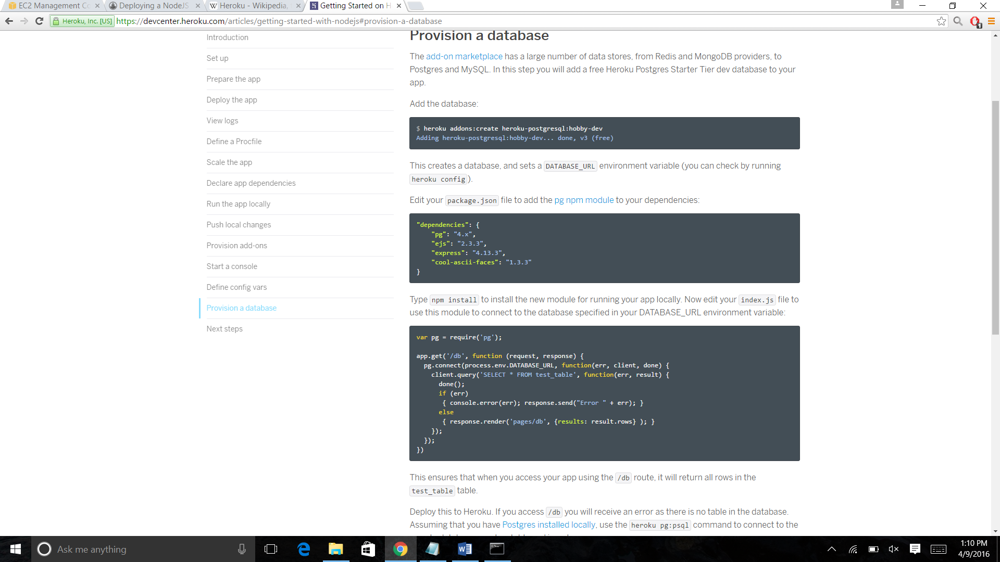 EC2 Management Co
Deploying a NodeJS
W Heroku - Wikipedia,
Getting Started on H
Heroku, Inc. [US] https://devcenter.heroku.com/articles/getting-started-with-nodejs#provision-a-database
1
Introduction
Set up
Prepare the app
Deploy the app
View logs
Define a Procfile
Scale the app
Declare app dependencies
Run the app locally
Push local changes
Provision add-ons
Start a console
Define config vars
Provision a database
Next steps
Provision a database
The add-on marketplace has a large number of data stores, from Redis and MongoDB providers, to
Postgres and MySQL. In this step you will add a free Heroku Postgres Starter Tier dev database to your
app.
Add the database:
$ heroku addons:create heroku-postgresql:hobby-dev
Adding heroku-postgresql:hobby-dev... done, v3 (free)
This creates a database, and sets a DATABASE_URL environment variable (you can check by running
heroku config).
Edit your package.json file to add the pg npm module to your dependencies:
"dependencies": {
"pg": "4.x",
"ejs": "2.3.3",
"express": "4.13.3",
"cool-ascii-faces": "1.3.3"
}
Type npm install to install the new module for running your app locally. Now edit your index.js file to
use this module to connect to the database specified in your DATABASE_URL environment variable:
var pg = require('pg');
app.get('/db', function (request, response) {
pg.connect(process.env.DATABASE_URL, function(err, client, done) {
client.query('SELECT * FROM test_table', function(err, result) {
done();
if (err)
{ console.error(err); response.send("Error " + err); }
else
{ response.render('pages/db', {results: result.rows} ); }
});
});
})
This ensures that when you access your app using the /db route, it will return all rows in the
test_table table.
Deploy this to Heroku. If you access /db you will receive an error as there is no table in the database.
Assuming that you have Postgres installed locally, use the heroku pg:psql command to connect to the
Ask me anything
1:10 PM
4/9/2016